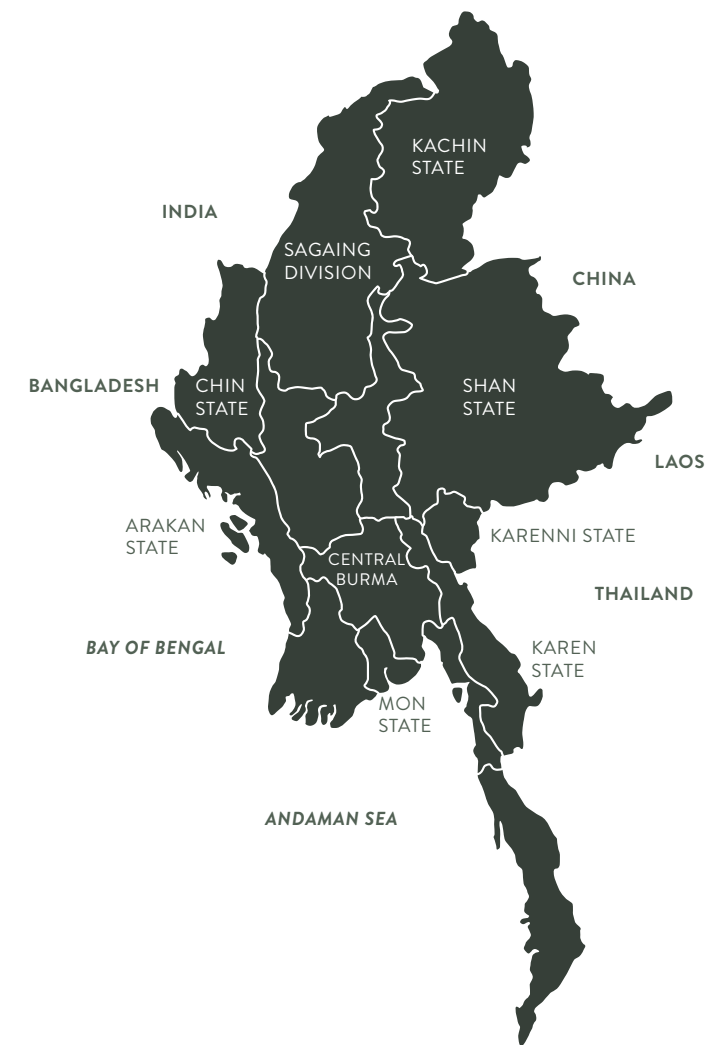 KACHIN
STATE
INDIA
SAGAING
DIVISION
CHINA
BANGLADESH
CHIN
STATE
SHAN
STATE
LAOS
ARAKAN
STATE
KARENNI STATE
CENTRAL
BURMA
THAILAND
BAY OF BENGAL
KAREN
STATE
MON
STATE
ANDAMAN SEA